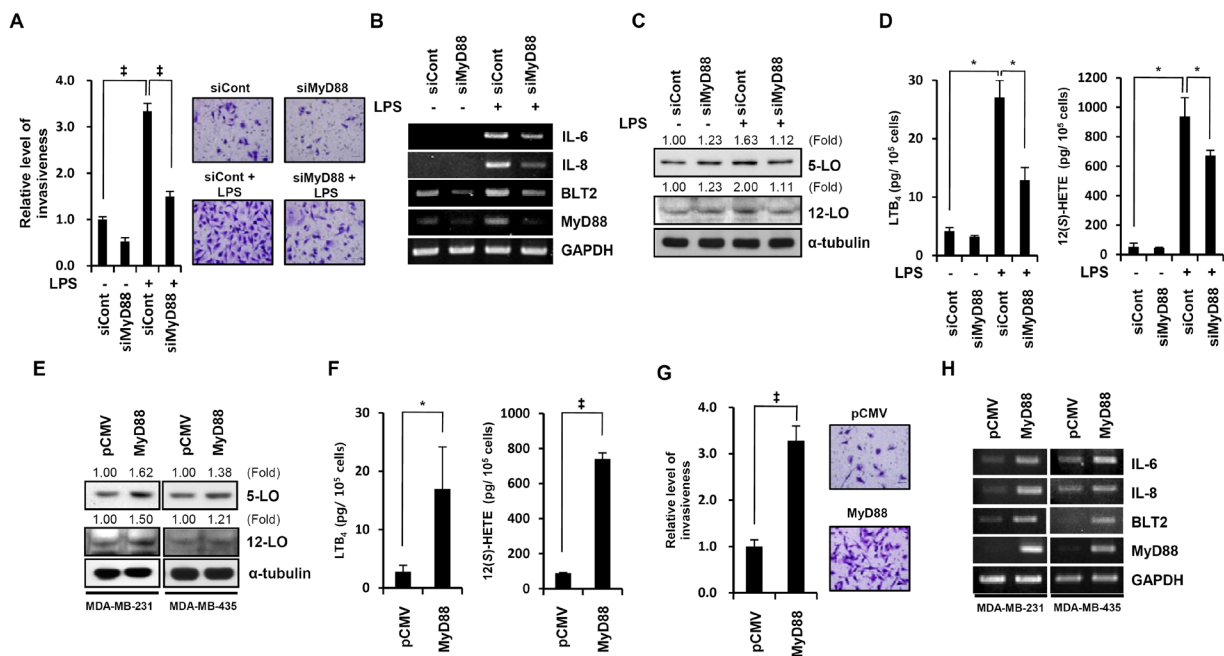 A
Relative level of
invasiveness
4.0
3.0
2.0
1.0
0.0
‡ ‡
LPS - - + +
siCont siMyD88 siCont siMyD88
siCont siMyD88
siCont +
LPS
siMyD88 +
LPS
B
siCont siMyD88 siCont siMyD88
LPS - - + +
IL-6
IL-8
BLT2
MyD88
GAPDH
C
siCont siMyD88 siCont siMyD88
LPS - - + +
1.00 1.23 1.63 1.12 (Fold)
5-LO
1.00 1.23 2.00 1.11 (Fold)
12-LO
α-tubulin
D
LTB4 (pg/ 10⁵ cells)
30
20
10
0
* *
LPS - - + +
siCont siMyD88 siCont siMyD88
12(S)-HETE (pg/ 10⁵ cells)
1200
1000
800
600
400
200
0
* *
- - + +
siCont siMyD88 siCont siMyD88
E
pCMV MyD88 pCMV MyD88
1.00 1.62 1.00 1.38 (Fold)
5-LO
1.00 1.50 1.00 1.21 (Fold)
12-LO
α-tubulin
MDA-MB-231 MDA-MB-435
F
LTB4 (pg/ 10⁵ cells)
30
20
10
0
*
pCMV MyD88
12(S)-HETE (pg/ 10⁵ cells)
1000
800
600
400
200
0
‡
pCMV MyD88
G
Relative level of
invasiveness
4.0
3.0
2.0
1.0
0.0
‡
pCMV MyD88
pCMV
MyD88
H
pCMV MyD88 pCMV MyD88
IL-6
IL-8
BLT2
MyD88
GAPDH
MDA-MB-231 MDA-MB-435